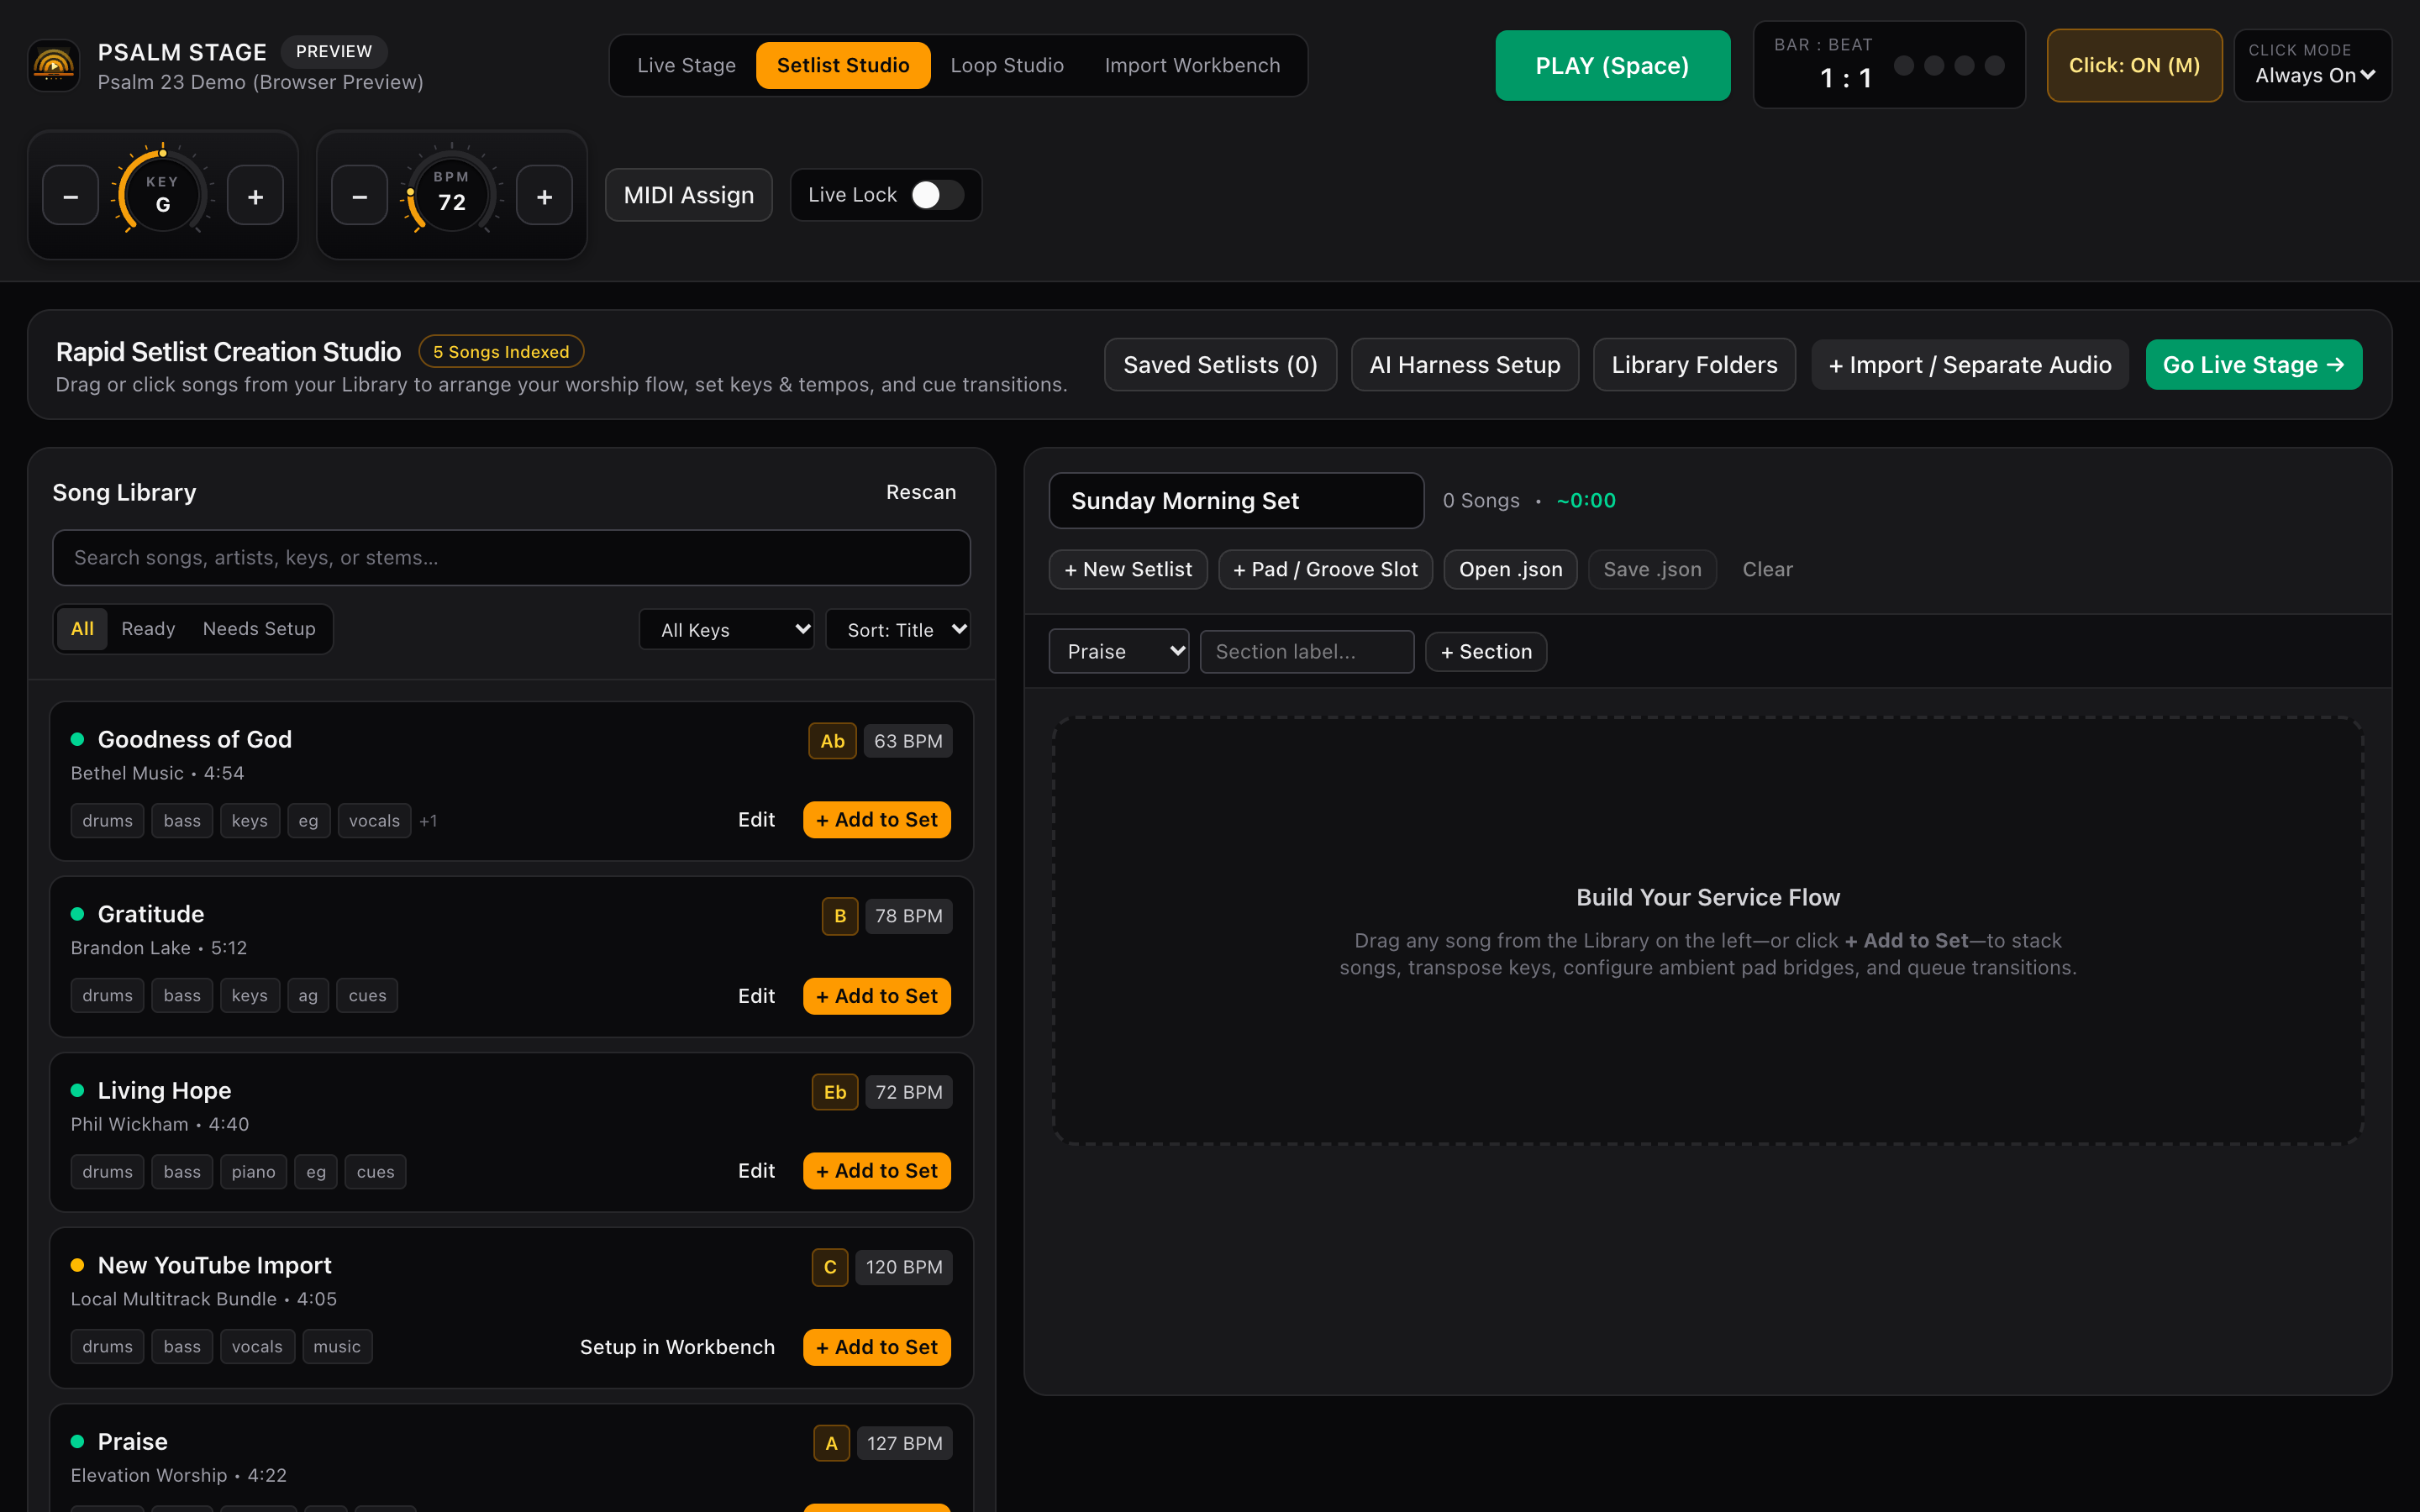 PSALM STAGE PREVIEW
Psalm 23 Demo (Browser Preview)
Live Stage Setlist Studio Loop Studio Import Workbench
PLAY (Space)
BAR : BEAT
1 : 1
Click: ON (M)
CLICK MODE
Always On
− KEY G +
− BPM 72 +
MIDI Assign
Live Lock
Rapid Setlist Creation Studio 5 Songs Indexed
Drag or click songs from your Library to arrange your worship flow, set keys & tempos, and cue transitions.
Saved Setlists (0) AI Harness Setup Library Folders + Import / Separate Audio Go Live Stage →
Song Library Rescan
Search songs, artists, keys, or stems...
All Ready Needs Setup All Keys Sort: Title
Goodness of God Ab 63 BPM
Bethel Music • 4:54
drums bass keys eg vocals +1 Edit + Add to Set
Gratitude B 78 BPM
Brandon Lake • 5:12
drums bass keys ag cues Edit + Add to Set
Living Hope Eb 72 BPM
Phil Wickham • 4:40
drums bass piano eg cues Edit + Add to Set
New YouTube Import C 120 BPM
Local Multitrack Bundle • 4:05
drums bass vocals music Setup in Workbench + Add to Set
Praise A 127 BPM
Elevation Worship • 4:22
Sunday Morning Set 0 Songs • ~0:00
+ New Setlist + Pad / Groove Slot Open .json Save .json Clear
Praise Section label... + Section
Build Your Service Flow
Drag any song from the Library on the left—or click + Add to Set—to stack
songs, transpose keys, configure ambient pad bridges, and queue transitions.